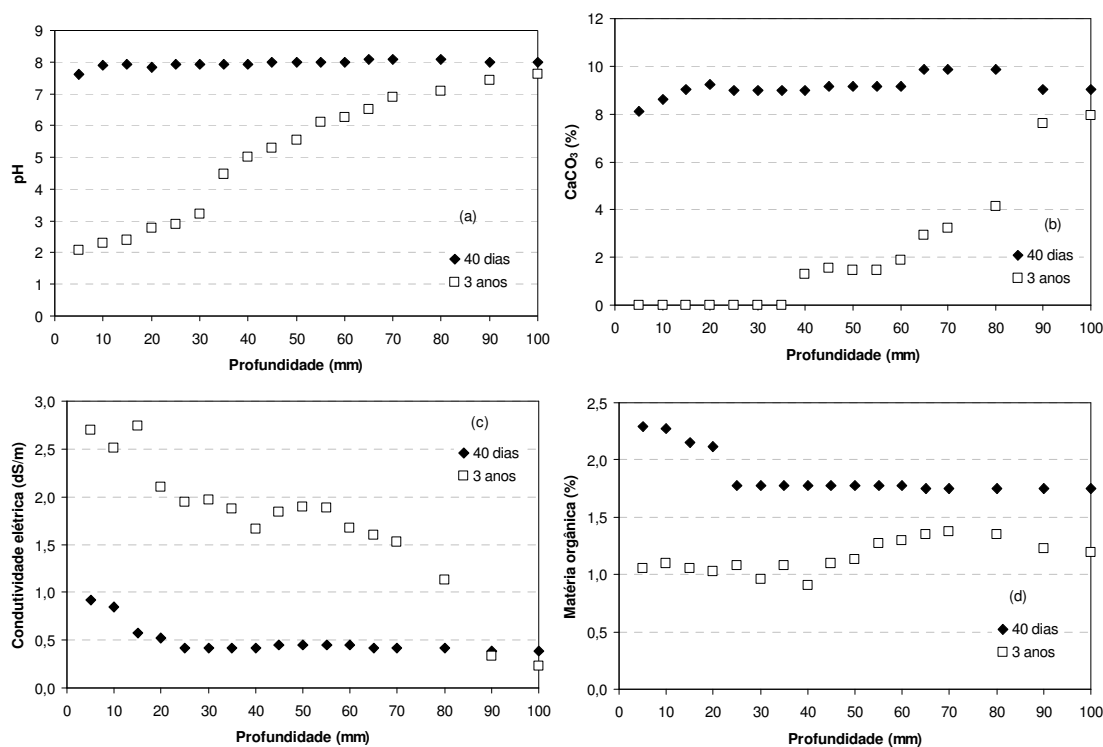 9
8
7
6
5
4
3
2
1
0
pH
0 10 20 30 40 50 60 70 80 90 100
Profundidade (mm)
(a)
40 dias
3 anos
12
10
8
6
4
2
0
CaCO₃ (%)
0 10 20 30 40 50 60 70 80 90 100
Profundidade (mm)
(b)
40 dias
3 anos
3,0
2,5
2,0
1,5
1,0
0,5
0,0
Condutividade elétrica (dS/m)
0 10 20 30 40 50 60 70 80 90 100
Profundidade (mm)
(c)
40 dias
3 anos
2,5
2,0
1,5
1,0
0,5
0,0
Matéria orgânica (%)
0 10 20 30 40 50 60 70 80 90 100
Profundidade (mm)
(d)
40 dias
3 anos